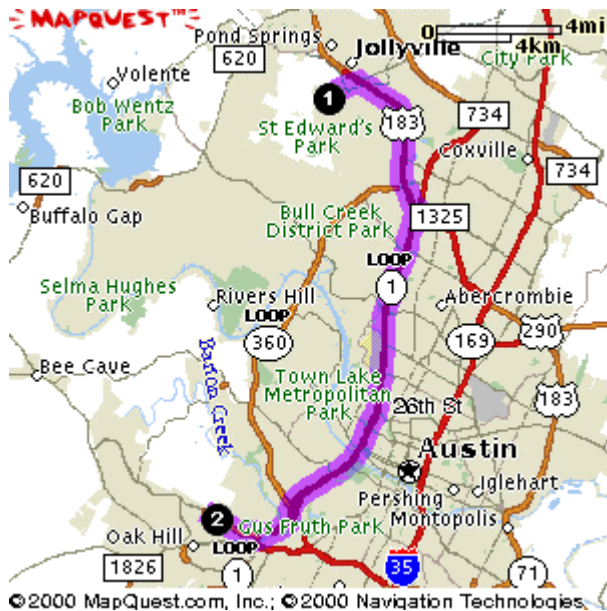 MAPQUEST™
0 4mi
4km
Pond Springs
620
Jollyville
City Park
Volente
Bob Wentz
Park
1
St Edward's
Park
183
734
Coxville
734
620
Buffalo Gap
Bull Creek
District Park
1325
LOOP
1
Selma Hughes
Park
Rivers Hill
LOOP
360
Abercrombie
169
290
Bee Cave
Barton Creek
Town Lake
Metropolitan
Park
26th St
183
Austin
Pershing
Iglehart
Montopolis
2
Gus Fruth Park
Oak Hill
LOOP
1826
1
35
71
©2000 MapQuest.com, Inc.; ©2000 Navigation Technologies